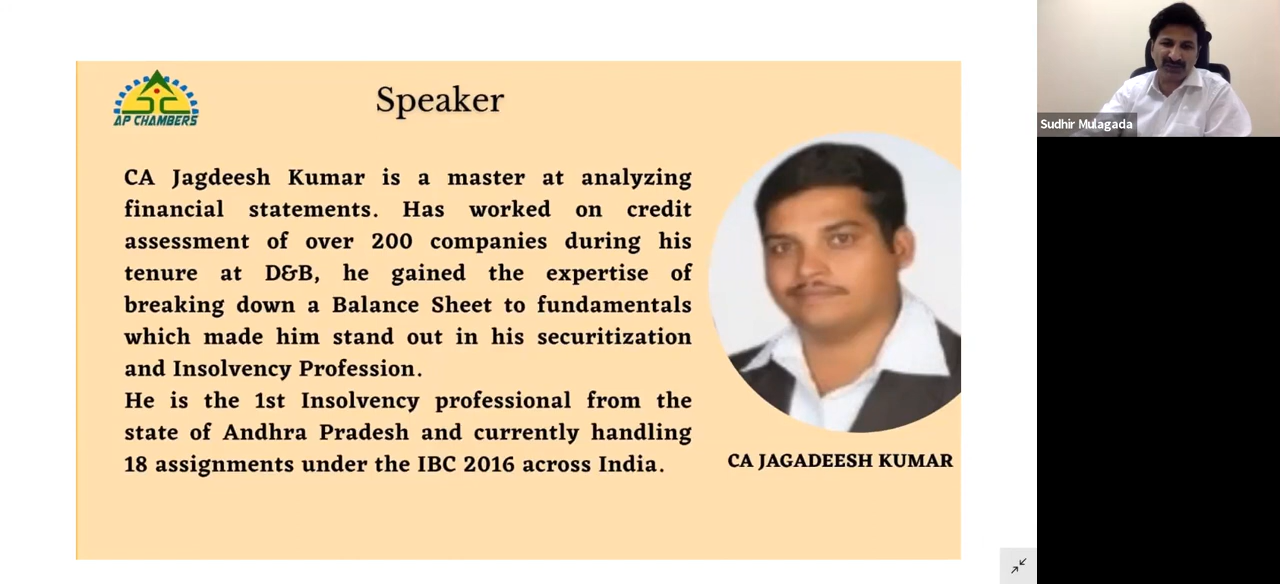 AP CHAMBERS
Speaker
CA Jagdeesh Kumar is a master at analyzing
financial statements. Has worked on credit
assessment of over 200 companies during his
tenure at D&B, he gained the expertise of
breaking down a Balance Sheet to fundamentals
which made him stand out in his securitization
and Insolvency Profession.
He is the 1st Insolvency professional from the
state of Andhra Pradesh and currently handling
18 assignments under the IBC 2016 across India.
CA JAGADEESH KUMAR
Sudhir Mulagada